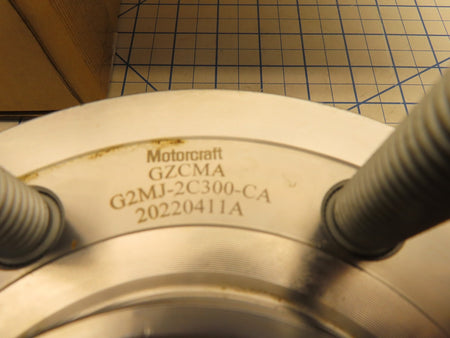 Motorcraft
GZCMA
G2MJ-2C300-CA
20220411A